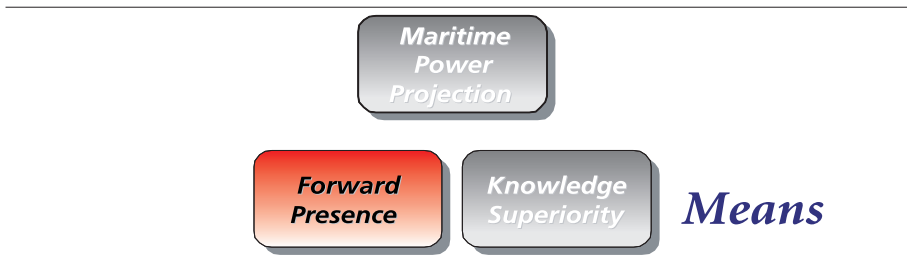 Maritime
Power
Projection
Forward
Presence
Knowledge
Superiority
Means